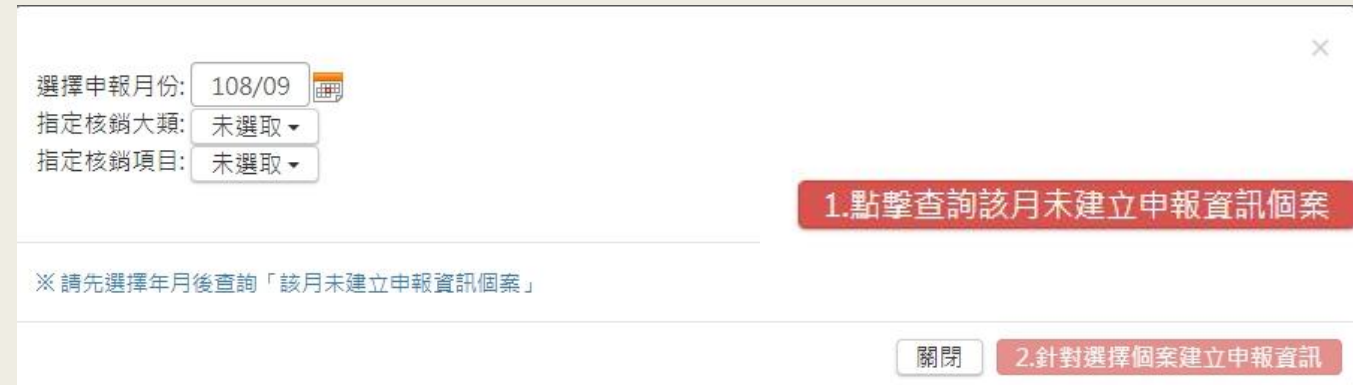 ×
選擇申報月份: 108/09
指定核銷大類: 未選取
指定核銷項目: 未選取
1.點擊查詢該月未建立申報資訊個案
※ 請先選擇年月後查詢「該月未建立申報資訊個案」
關閉 2.針對選擇個案建立申報資訊